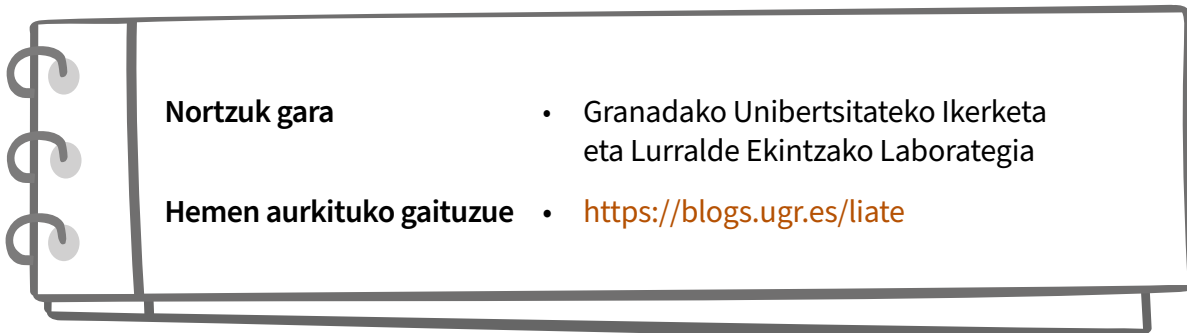 Nortzuk gara • Granadako Unibertsitateko Ikerketa
eta Lurralde Ekintzako Laborategia
Hemen aurkituko gaituzue • https://blogs.ugr.es/liate